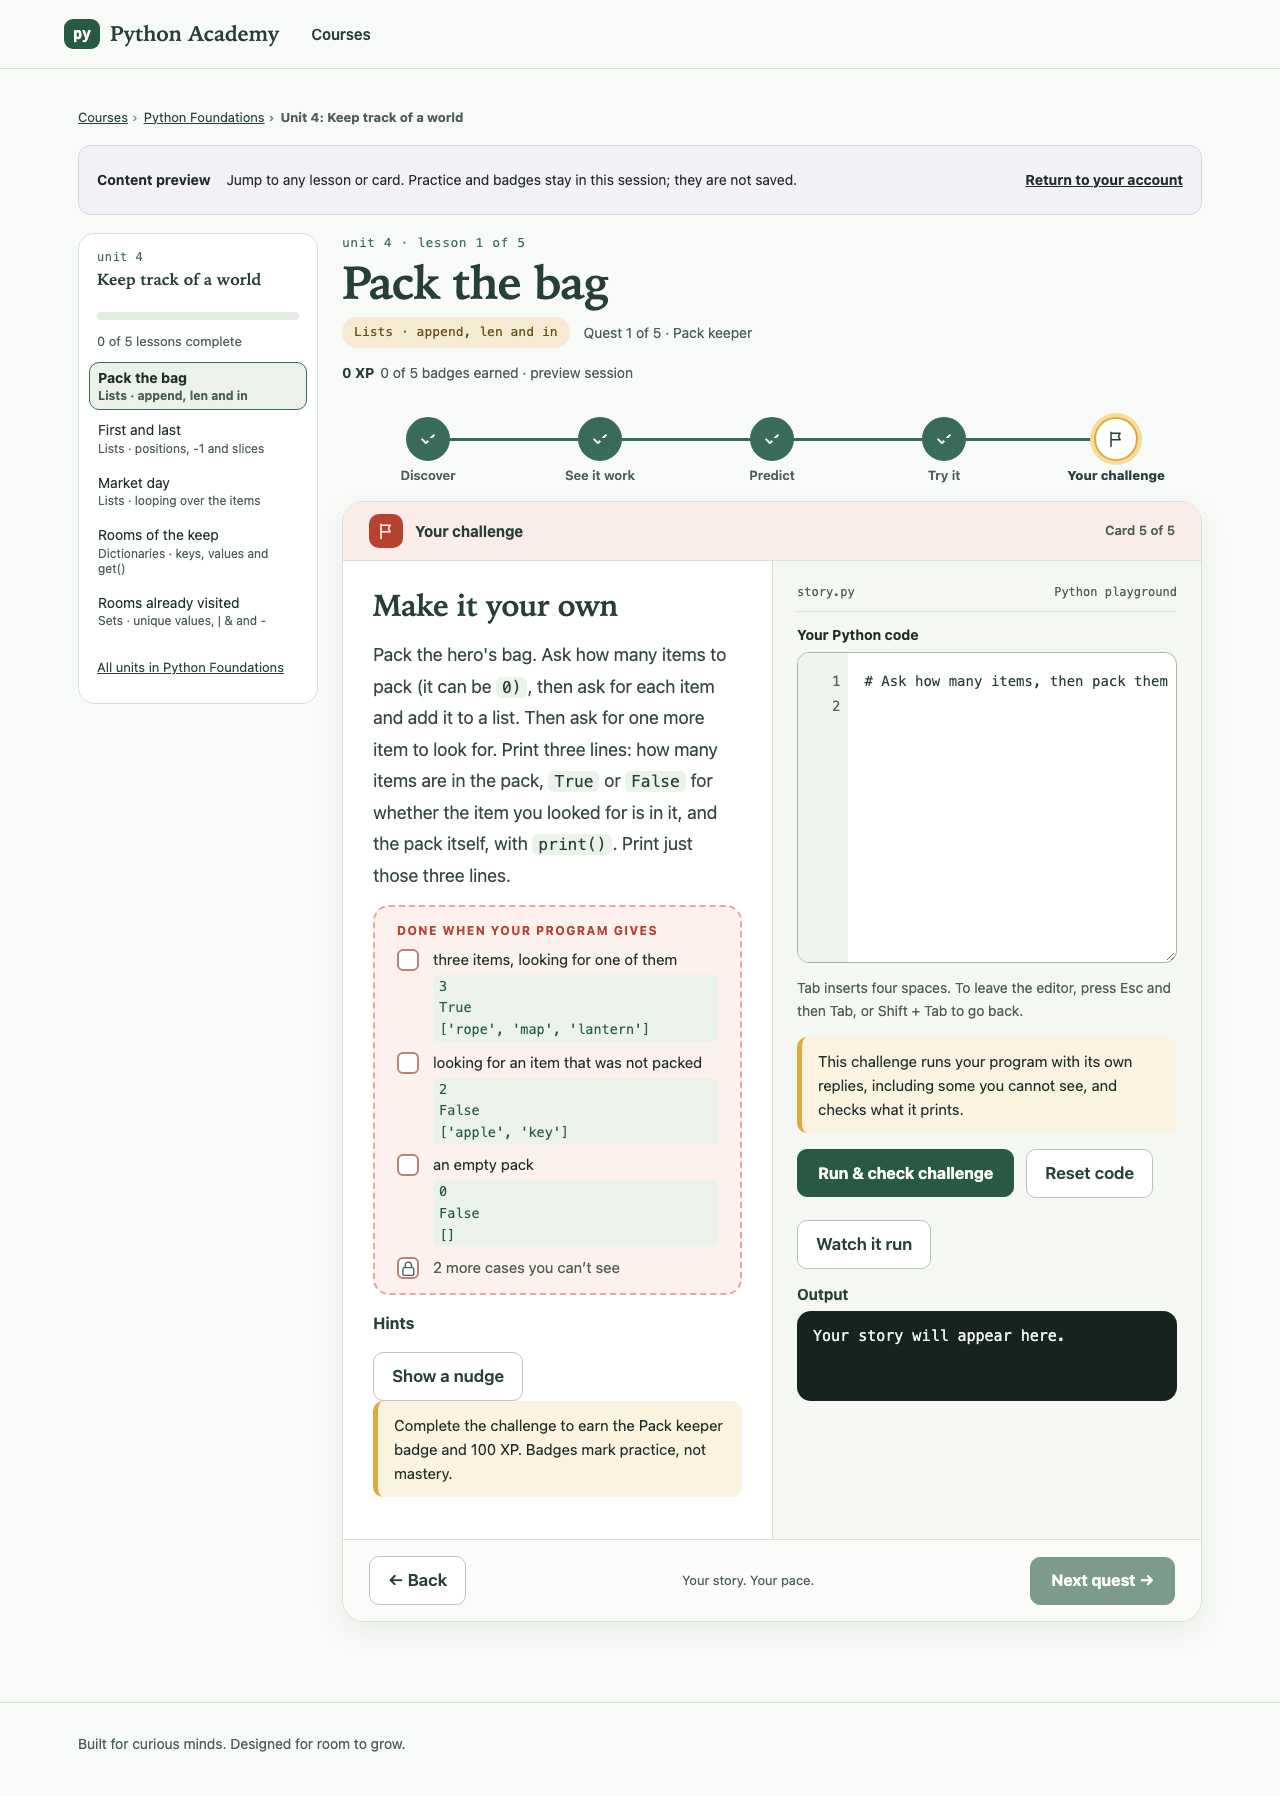 py Python Academy Courses
Courses › Python Foundations › Unit 4: Keep track of a world
Content preview Jump to any lesson or card. Practice and badges stay in this session; they are not saved. Return to your account
unit 4
Keep track of a world
0 of 5 lessons complete
Pack the bag
Lists · append, len and in
First and last
Lists · positions, -1 and slices
Market day
Lists · looping over the items
Rooms of the keep
Dictionaries · keys, values and
get()
Rooms already visited
Sets · unique values, | & and -
All units in Python Foundations
unit 4 · lesson 1 of 5
Pack the bag
Lists · append, len and in Quest 1 of 5 · Pack keeper
0 XP 0 of 5 badges earned · preview session
Discover See it work Predict Try it Your challenge
Your challenge Card 5 of 5
Make it your own
Pack the hero's bag. Ask how many items to
pack (it can be 0), then ask for each item
and add it to a list. Then ask for one more
item to look for. Print three lines: how many
items are in the pack, True or False for
whether the item you looked for is in it, and
the pack itself, with print(). Print just
those three lines.
DONE WHEN YOUR PROGRAM GIVES
three items, looking for one of them
3
True
['rope', 'map', 'lantern']
looking for an item that was not packed
2
False
['apple', 'key']
an empty pack
0
False
[]
2 more cases you can’t see
Hints
Show a nudge
Complete the challenge to earn the Pack keeper
badge and 100 XP. Badges mark practice, not
mastery.
story.py Python playground
Your Python code
1 # Ask how many items, then pack them
2
Tab inserts four spaces. To leave the editor, press Esc and
then Tab, or Shift + Tab to go back.
This challenge runs your program with its own
replies, including some you cannot see, and
checks what it prints.
Run & check challenge Reset code
Watch it run
Output
Your story will appear here.
← Back Your story. Your pace. Next quest →
Built for curious minds. Designed for room to grow.